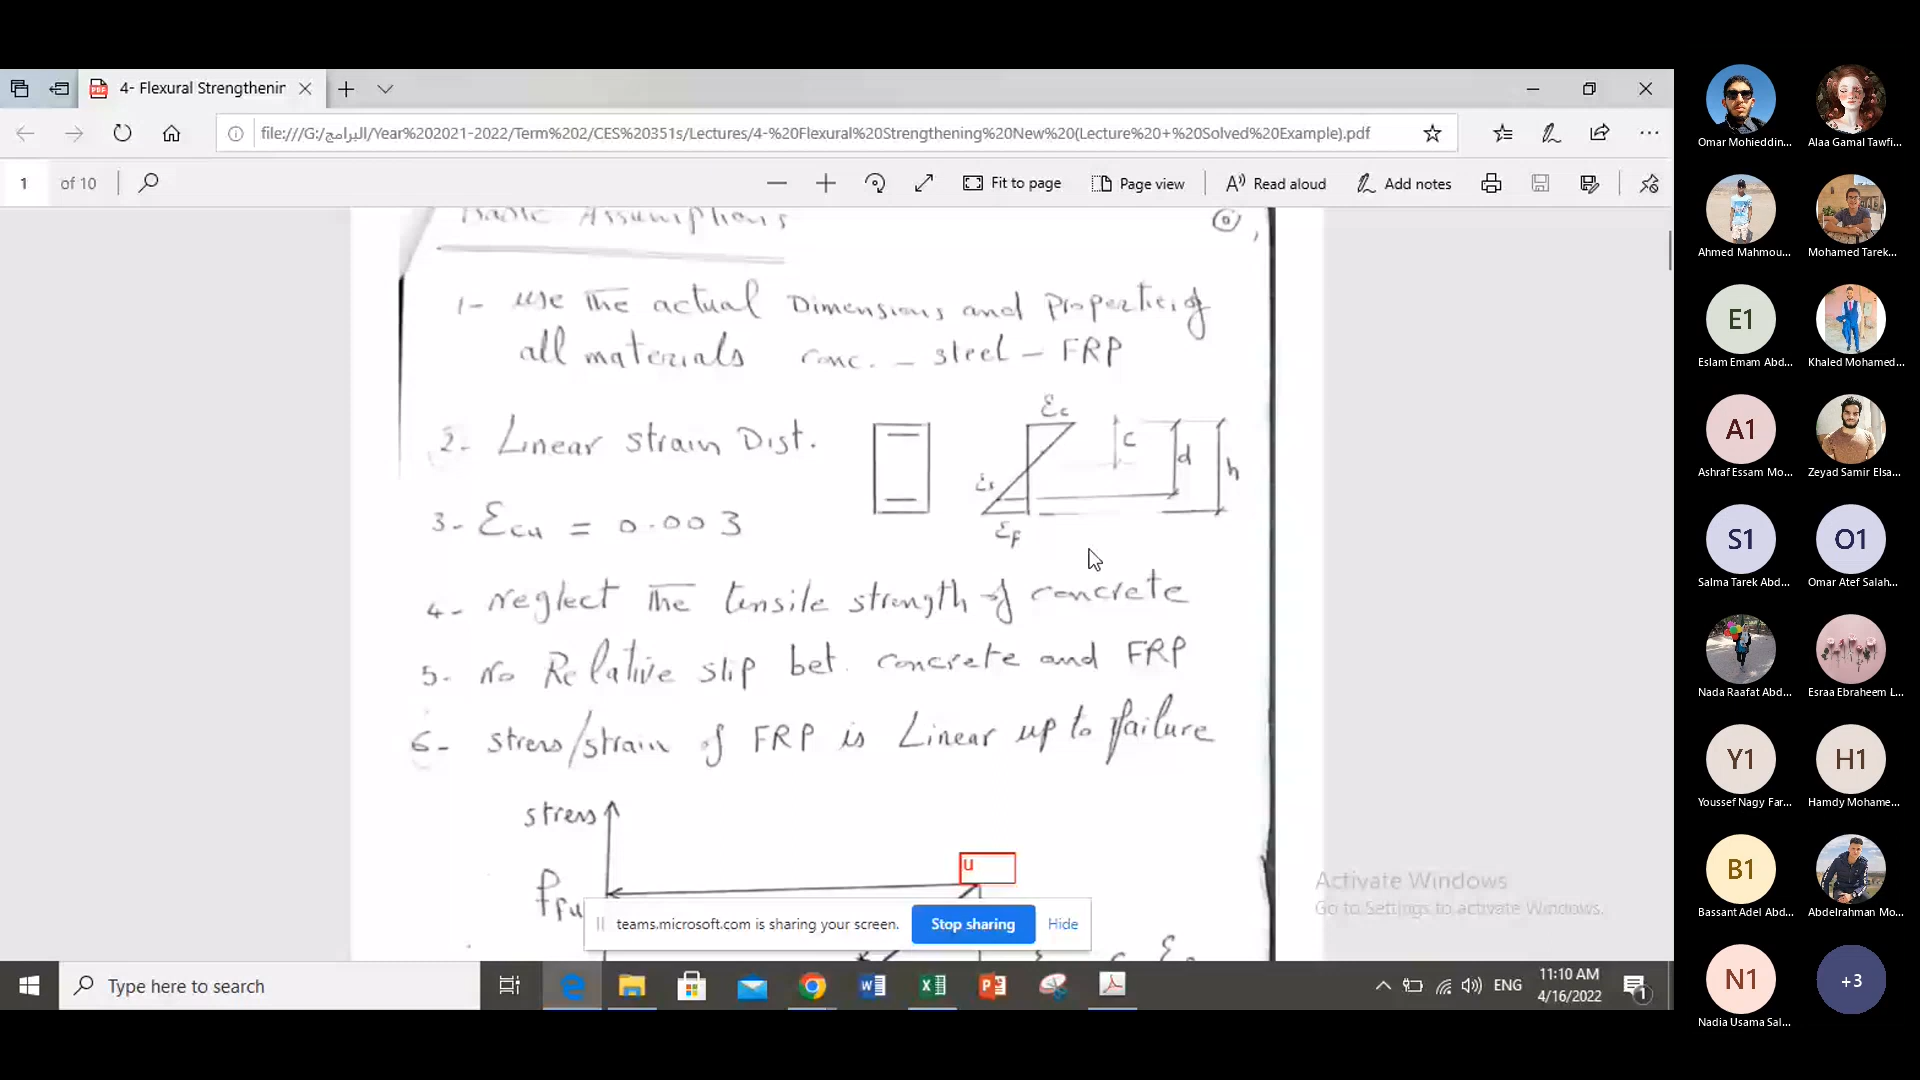 4- Flexural Strengthenin
file:///G:/البرامج/Year%202021-2022/Term%202/CES%20351s/Lectures/4-%20Flexural%20Strengthening%20New%20(Lecture%20+%20Solved%20Example).pdf
1 of 10
Fit to page
Page view
Read aloud
Add notes
Basic Assumptions
1- use The actual Dimensions and properties of
all materials conc. - steel - FRP
2- Linear strain Dist.
εc
c
d
h
εs
εf
3- εcu = 0.003
4- neglect The tensile strength of concrete
5- No Relative slip bet. concrete and FRP
6- stress/strain of FRP is Linear up to failure
stress
u
fFu
teams.microsoft.com is sharing your screen.
Stop sharing
Hide
Activate Windows
Go to Settings to activate Windows.
Type here to search
ENG
11:10 AM
4/16/2022
1
Omar Mohieddin...
Alaa Gamal Tawfi...
Ahmed Mahmou...
Mohamed Tarek...
E1
Eslam Emam Abd...
Khaled Mohamed...
A1
Ashraf Essam Mo...
Zeyad Samir Elsa...
S1
O1
Salma Tarek Abd...
Omar Atef Salah...
Nada Raafat Abd...
Esraa Ebraheem L...
Y1
H1
Youssef Nagy Far...
Hamdy Mohame...
B1
Bassant Adel Abd...
Abdelrahman Mo...
N1
+3
Nadia Usama Sal...